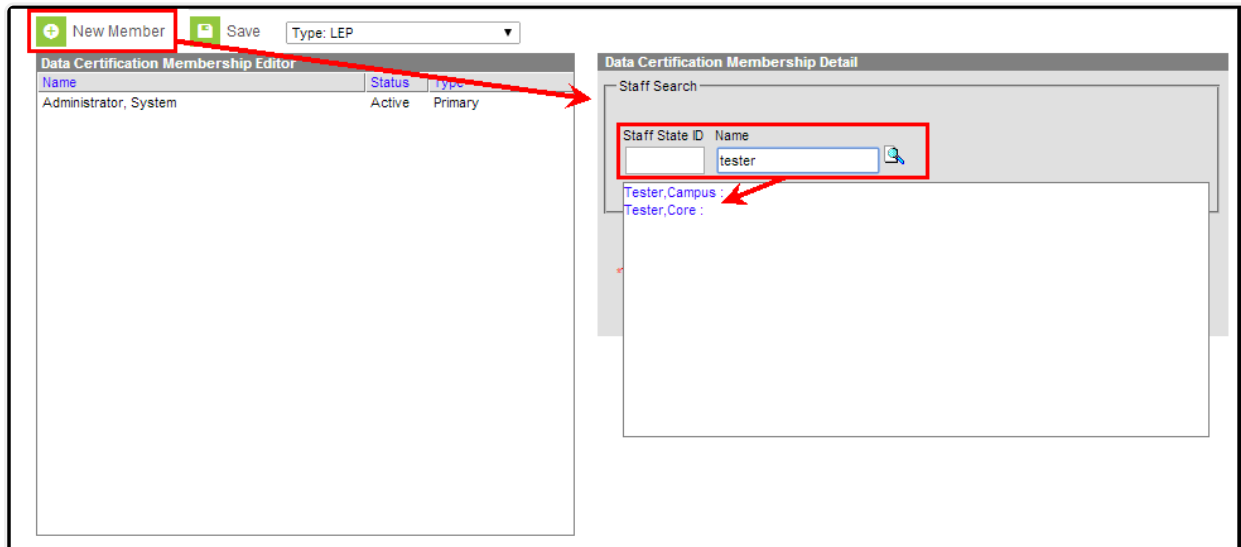 New Member Save Type: LEP
Data Certification Membership Editor
Name Status Type
Administrator, System Active Primary
Data Certification Membership Detail
Staff Search
Staff State ID Name
tester
Tester,Campus :
Tester,Core :
*